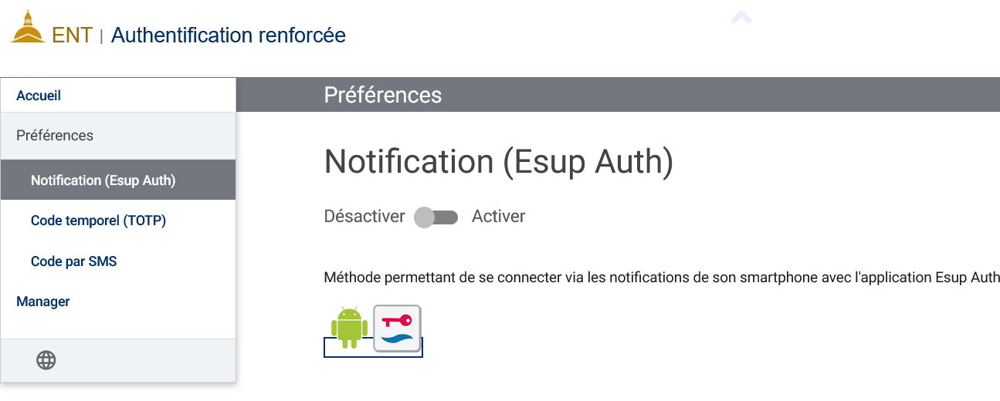 ENT | Authentification renforcée
Accueil
Préférences
Notification (Esup Auth)
Code temporel (TOTP)
Code par SMS
Manager
Préférences
Notification (Esup Auth)
Désactiver Activer
Méthode permettant de se connecter via les notifications de son smartphone avec l'application Esup Auth